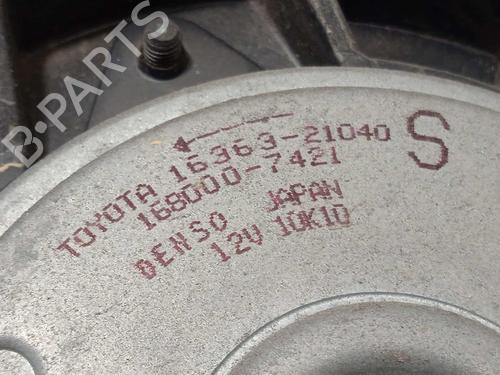 B-PARTS
TOYOTA 16363-21040 S
168000-7421
DENSO JAPAN
12V 10K10